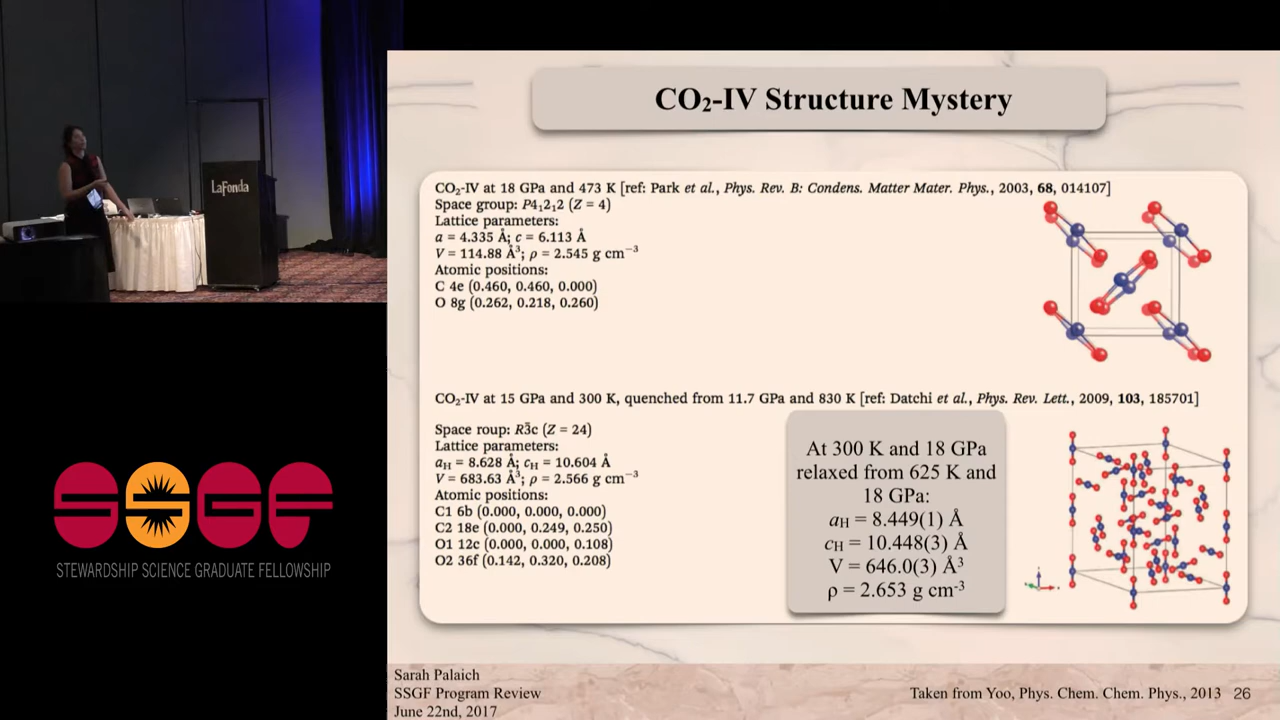 LaFonda
SSGF
STEWARDSHIP SCIENCE GRADUATE FELLOWSHIP
CO₂-IV Structure Mystery
CO₂-IV at 18 GPa and 473 K [ref: Park et al., Phys. Rev. B: Condens. Matter Mater. Phys., 2003, 68, 014107]
Space group: P4₁2₁2 (Z = 4)
Lattice parameters:
a = 4.335 Å; c = 6.113 Å
V = 114.88 Å³; ρ = 2.545 g cm⁻³
Atomic positions:
C 4e (0.460, 0.460, 0.000)
O 8g (0.262, 0.218, 0.260)
CO₂-IV at 15 GPa and 300 K, quenched from 11.7 GPa and 830 K [ref: Datchi et al., Phys. Rev. Lett., 2009, 103, 185701]
Space roup: R3̄c (Z = 24)
Lattice parameters:
a_H = 8.628 Å; c_H = 10.604 Å
V = 683.63 Å³; ρ = 2.566 g cm⁻³
Atomic positions:
C1 6b (0.000, 0.000, 0.000)
C2 18e (0.000, 0.249, 0.250)
O1 12c (0.000, 0.000, 0.108)
O2 36f (0.142, 0.320, 0.208)
At 300 K and 18 GPa
relaxed from 625 K and
18 GPa:
a_H = 8.449(1) Å
c_H = 10.448(3) Å
V = 646.0(3) Å³
ρ = 2.653 g cm⁻³
Sarah Palaich
SSGF Program Review
June 22nd, 2017
Taken from Yoo, Phys. Chem. Chem. Phys., 2013 26